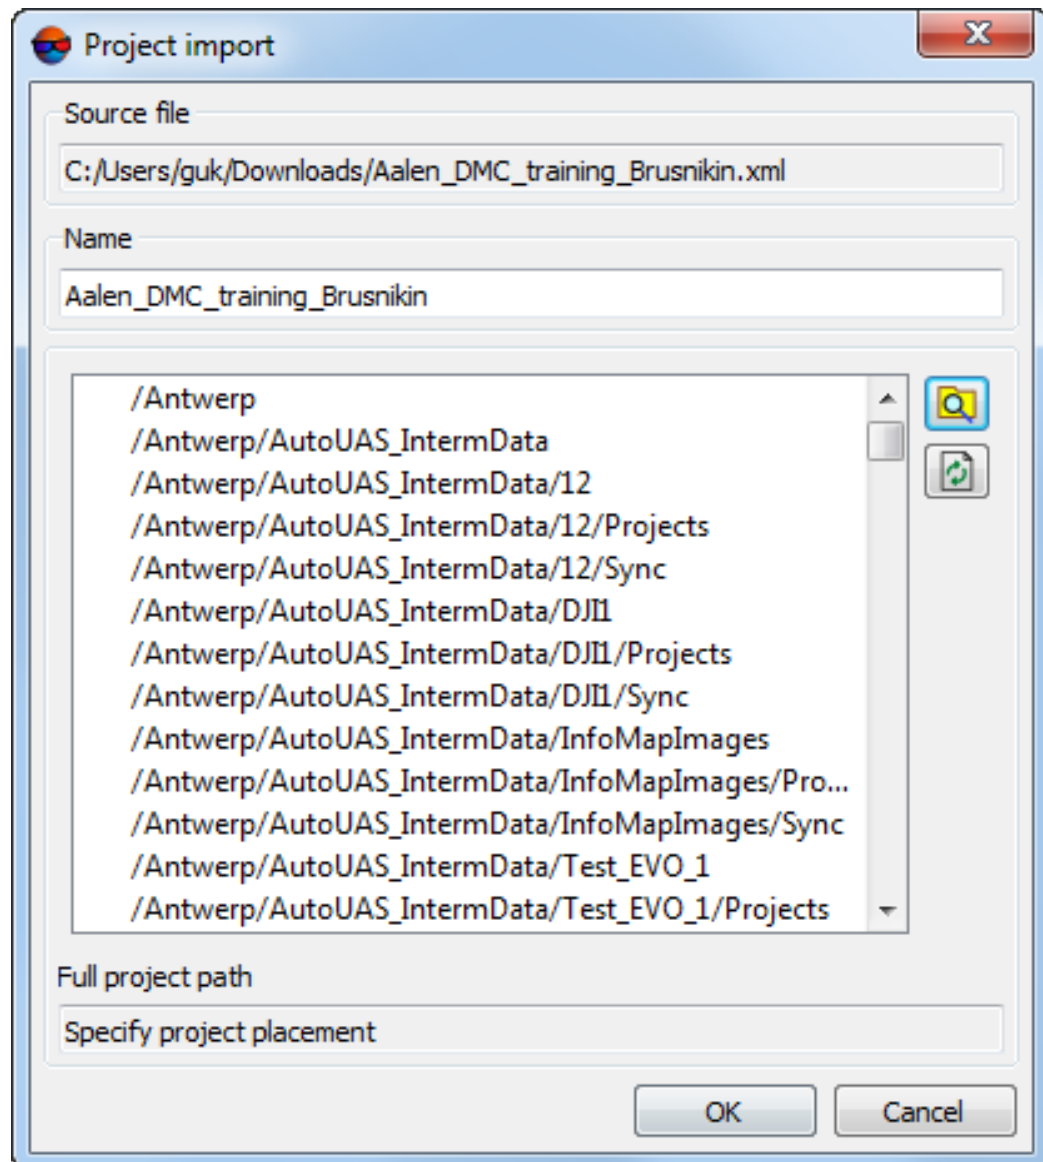 Project import
Source file
C:/Users/guk/Downloads/Aalen_DMC_training_Brusnikin.xml
Name
Aalen_DMC_training_Brusnikin
/Antwerp
/Antwerp/AutoUAS_IntermData
/Antwerp/AutoUAS_IntermData/12
/Antwerp/AutoUAS_IntermData/12/Projects
/Antwerp/AutoUAS_IntermData/12/Sync
/Antwerp/AutoUAS_IntermData/DJI1
/Antwerp/AutoUAS_IntermData/DJI1/Projects
/Antwerp/AutoUAS_IntermData/DJI1/Sync
/Antwerp/AutoUAS_IntermData/InfoMapImages
/Antwerp/AutoUAS_IntermData/InfoMapImages/Pro...
/Antwerp/AutoUAS_IntermData/InfoMapImages/Sync
/Antwerp/AutoUAS_IntermData/Test_EVO_1
/Antwerp/AutoUAS_IntermData/Test_EVO_1/Projects
Full project path
Specify project placement
OK Cancel